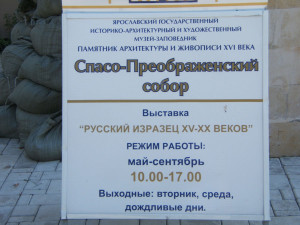 ЯРОСЛАВСКИЙ ГОСУДАРСТВЕННЫЙ
ИСТОРИКО-АРХИТЕКТУРНЫЙ И ХУДОЖЕСТВЕННЫЙ
МУЗЕЙ-ЗАПОВЕДНИК
ПАМЯТНИК АРХИТЕКТУРЫ И ЖИВОПИСИ XVI ВЕКА
Спасо-Преображенский
собор
Выставка
"РУССКИЙ ИЗРАЗЕЦ XV-XX ВЕКОВ"
РЕЖИМ РАБОТЫ:
май-сентябрь
10.00-17.00
Выходные: вторник, среда,
дождливые дни.